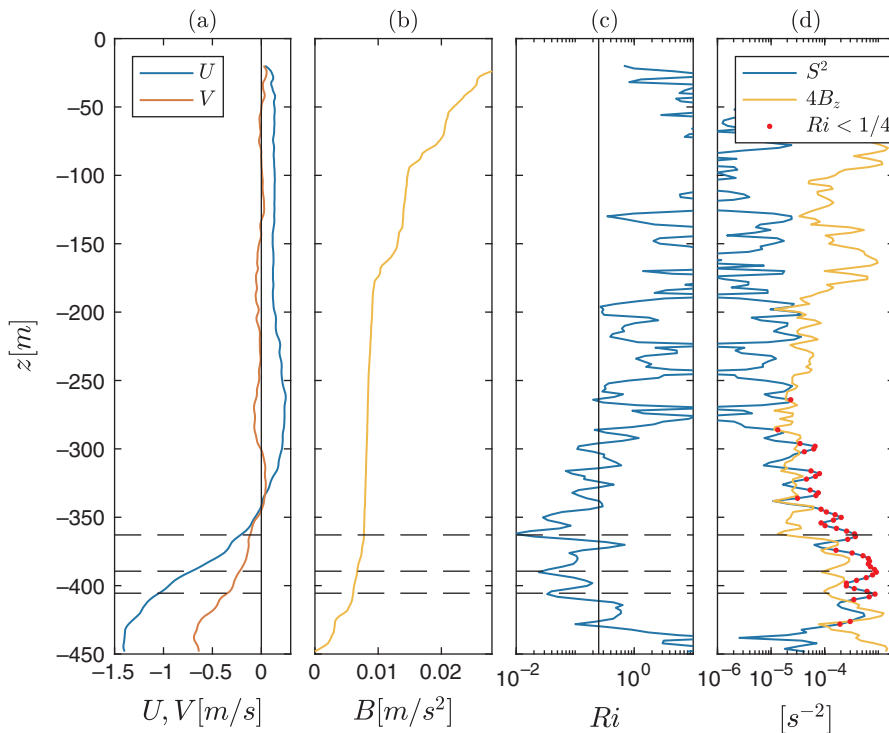 (a) (b) (c) (d)
0
−50
−100
−150
−200
−250
−300
−350
−400
−450
z[m]
U
V
S²
4B_z
Ri < 1/4
−1.5 −1 −0.5 0
0 0.01 0.02
10⁻² 10⁰
10⁻⁶ 10⁻⁵ 10⁻⁴
U, V[m/s]
B[m/s²]
Ri
[s⁻²]